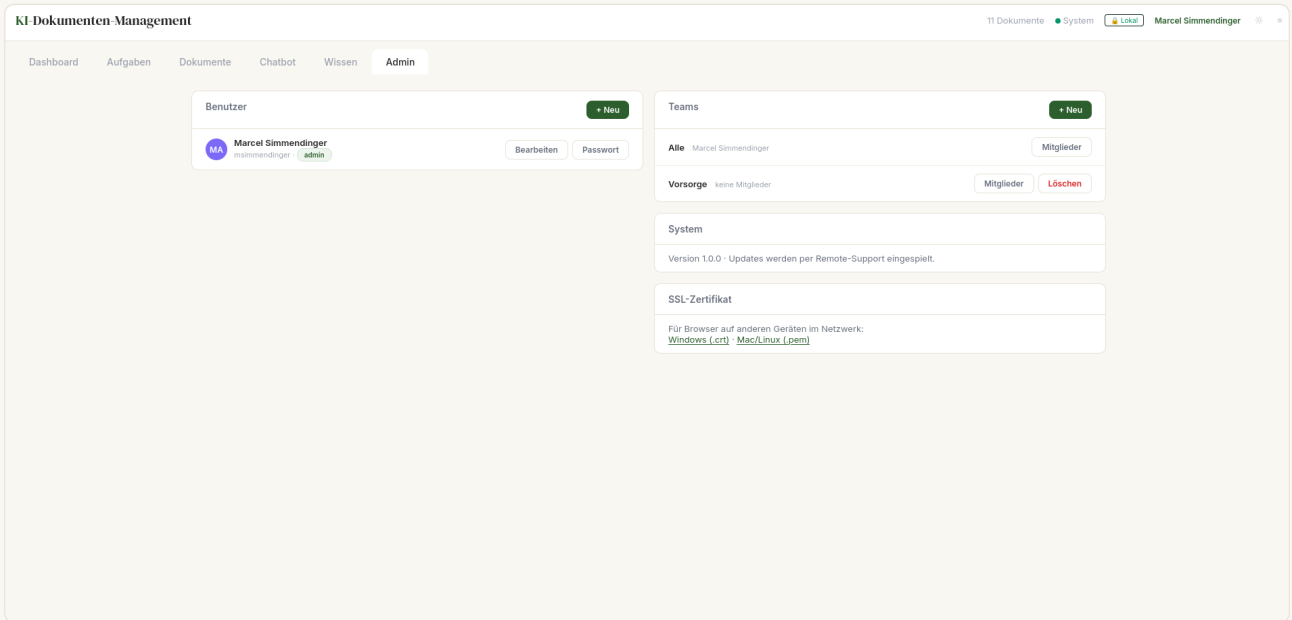 KI-Dokumenten-Management
11 Dokumente
System
🔒 Lokal
Marcel Simmendinger
Dashboard
Aufgaben
Dokumente
Chatbot
Wissen
Admin
Benutzer
+ Neu
MA
Marcel Simmendinger
msimmendinger · admin
Bearbeiten
Passwort
Teams
+ Neu
Alle Marcel Simmendinger
Mitglieder
Vorsorge keine Mitglieder
Mitglieder
Löschen
System
Version 1.0.0 · Updates werden per Remote-Support eingespielt.
SSL-Zertifikat
Für Browser auf anderen Geräten im Netzwerk:
Windows (.crt) · Mac/Linux (.pem)